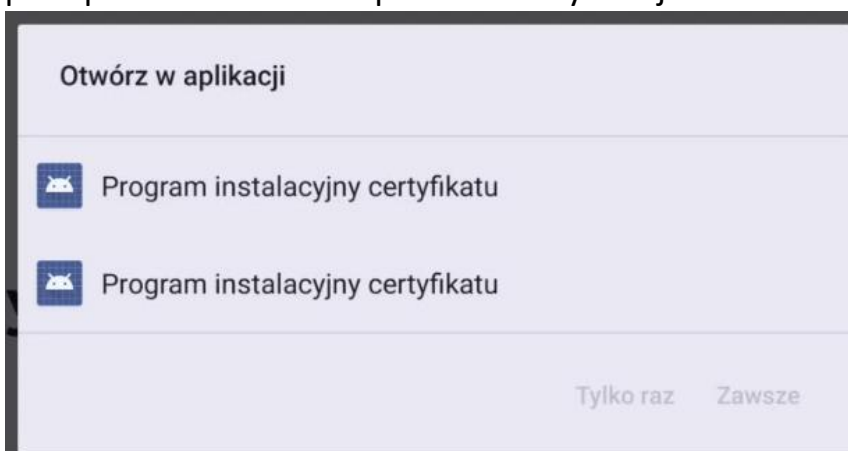 Otwórz w aplikacji
Program instalacyjny certyfikatu
Program instalacyjny certyfikatu
Tylko raz Zawsze